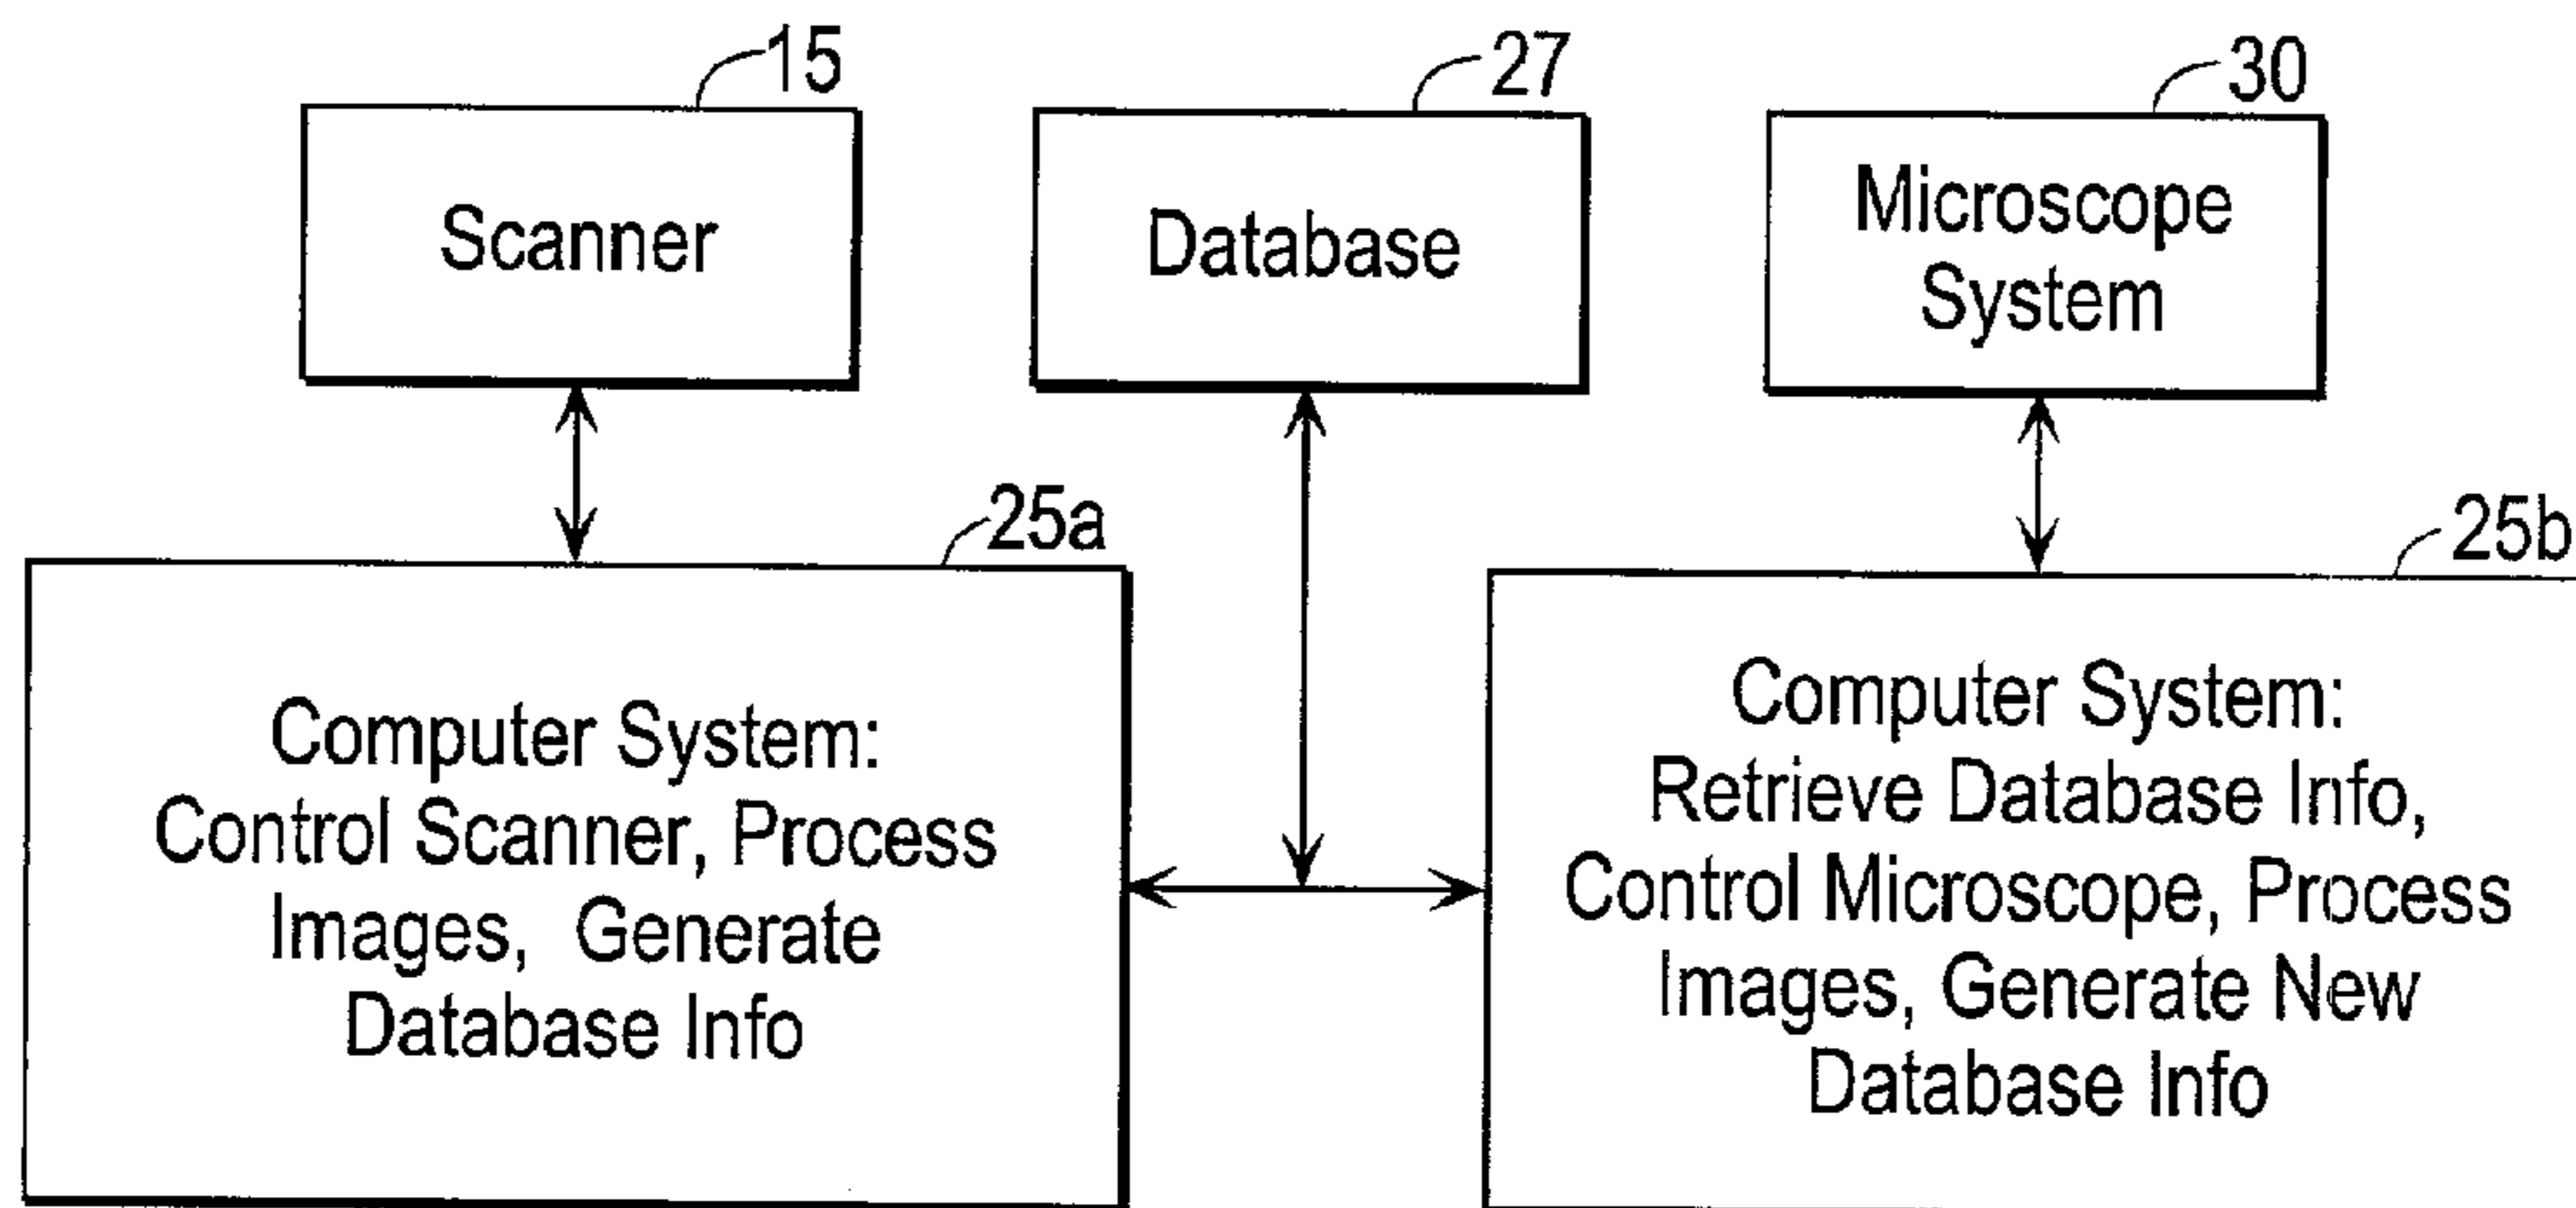 15
27
30
Scanner
Database
Microscope
System
25a
25b
Computer System:
Control Scanner, Process
Images, Generate
Database Info
Computer System:
Retrieve Database Info,
Control Microscope, Process
Images, Generate New
Database Info